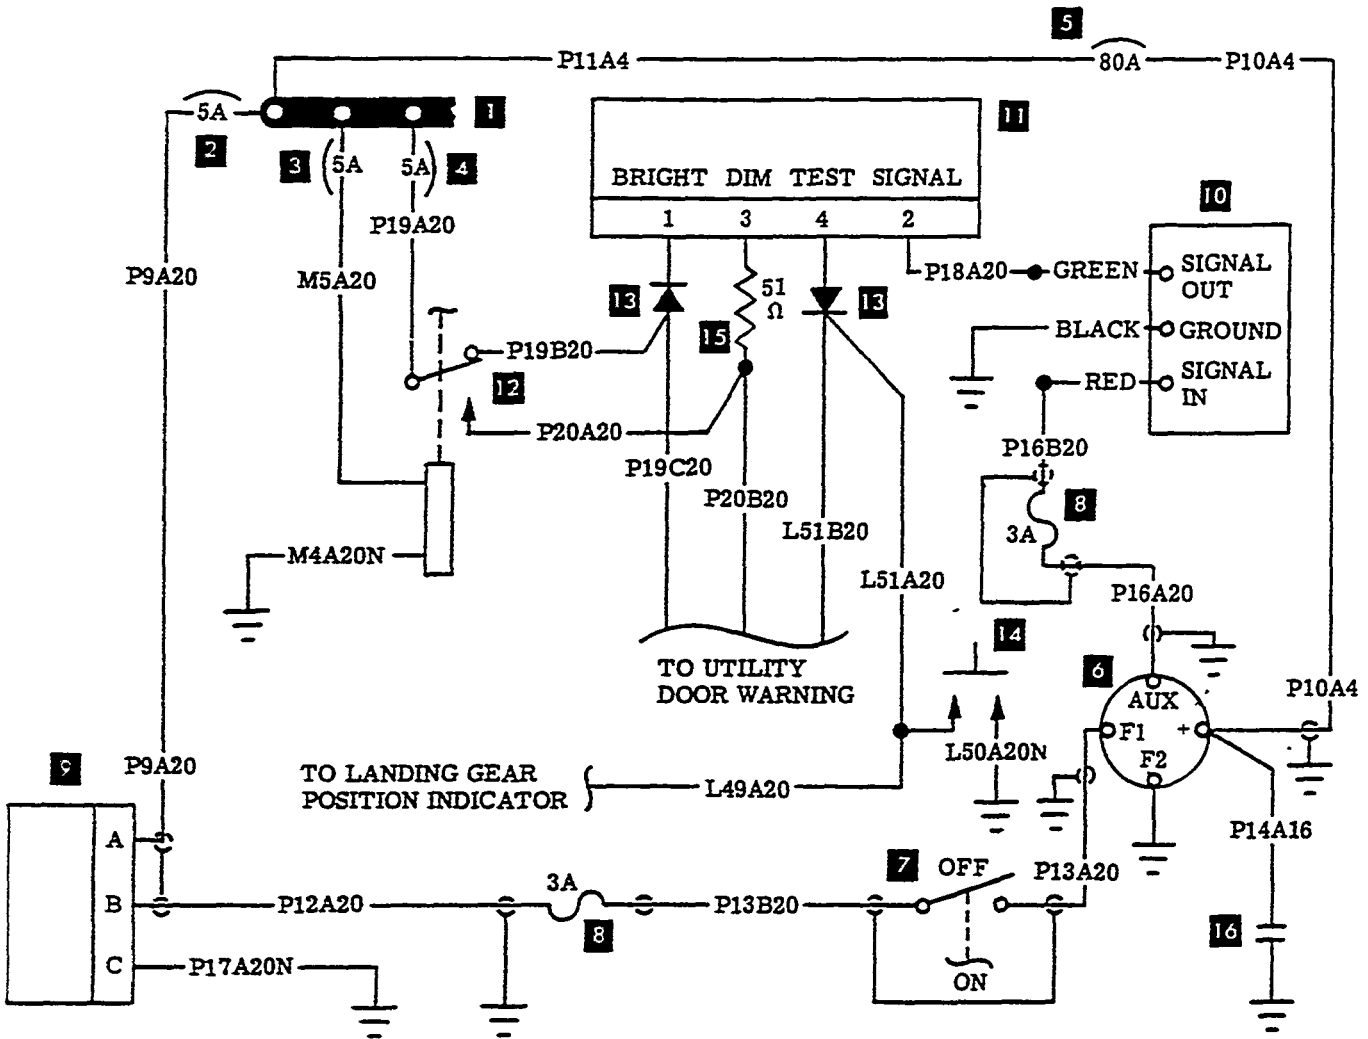 5
P11A4
80A
P10A4
5A
1
2
3
5A
5A
4
11
BRIGHT DIM TEST SIGNAL
1 3 4 2
10
P19A20
P9A20
M5A20
P18A20
GREEN
SIGNAL
OUT
13
51
Ω
13
15
BLACK
GROUND
P19B20
12
RED
SIGNAL
IN
P20A20
P16B20
P19C20
P20B20
8
3A
L51B20
M4A20N
L51A20
P16A20
14
TO UTILITY
DOOR WARNING
6
AUX
P10A4
F1
+
F2
L50A20N
9
P9A20
TO LANDING GEAR
POSITION INDICATOR
L49A20
P14A16
A
7
OFF
P13A20
3A
B
P12A20
P13B20
8
16
C
P17A20N
ON